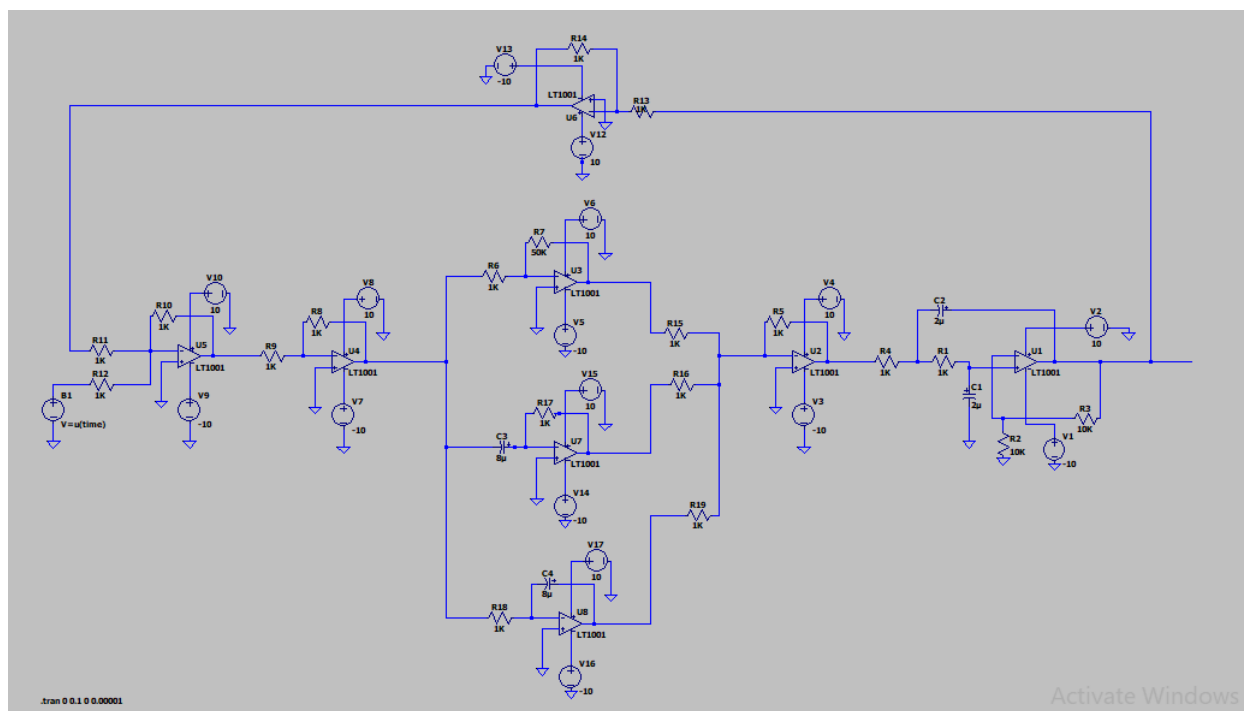 R14
1K
V13
-10
LT1001
U6
R13
1K
V12
10
V6
10
R7
50K
R6
1K
U3
LT1001
V5
-10
V10
10
R10
1K
R11
1K
R12
1K
U5
LT1001
B1
V=u(time)
V9
-10
V8
10
R8
1K
R9
1K
U4
LT1001
V7
-10
R15
1K
R16
1K
V15
10
R17
1K
C3
8µ
U7
LT1001
V14
-10
R19
1K
V17
10
C4
8µ
R18
1K
U8
LT1001
V16
-10
V4
10
R5
1K
U2
LT1001
V3
-10
C2
2µ
R4
1K
R1
1K
C1
2µ
V2
10
U1
LT1001
R3
10K
R2
10K
V1
-10
.tran 0 0.1 0 0.00001
Activate Windows